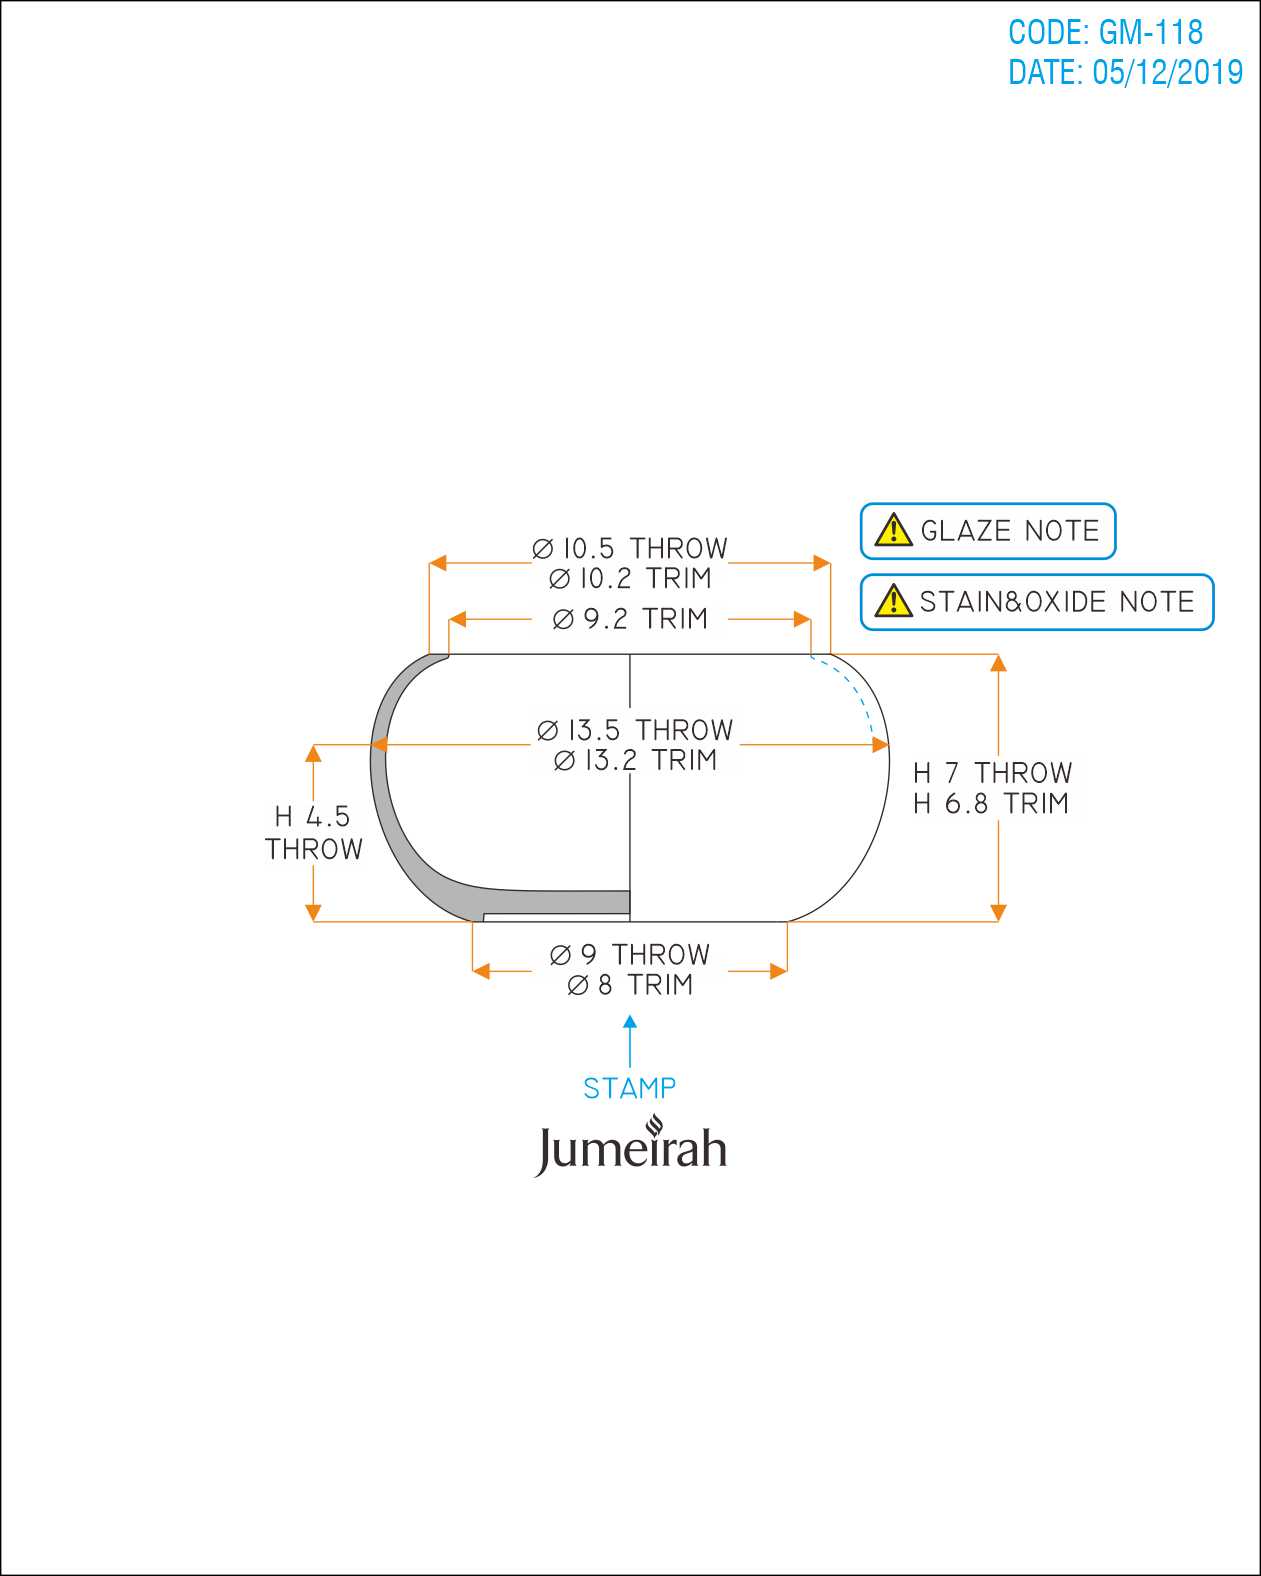 CODE: GM-118
DATE: 05/12/2019
GLAZE NOTE
STAIN&OXIDE NOTE
Ø 10.5 THROW
Ø 10.2 TRIM
Ø 9.2 TRIM
Ø 13.5 THROW
Ø 13.2 TRIM
H 7 THROW
H 6.8 TRIM
H 4.5
THROW
Ø 9 THROW
Ø 8 TRIM
STAMP
Jumeirah